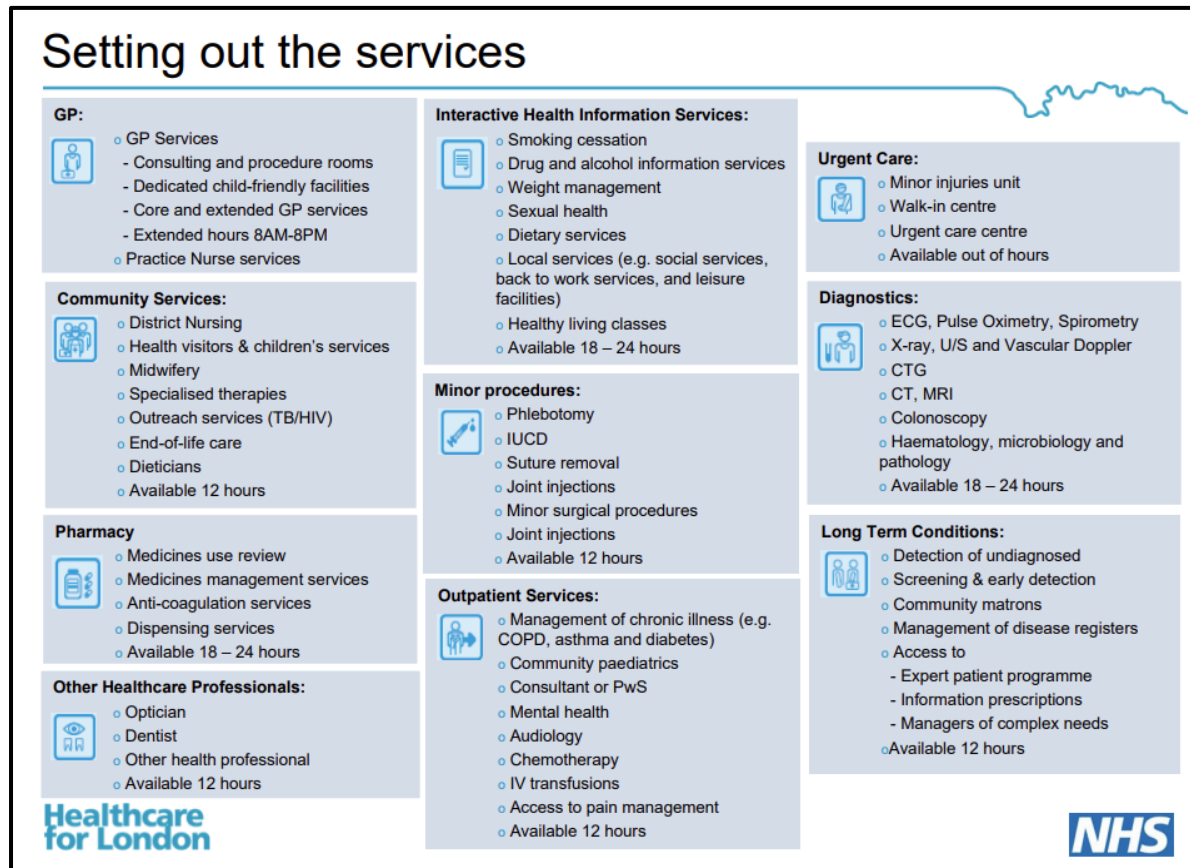 Setting out the services
GP:
o GP Services
- Consulting and procedure rooms
- Dedicated child-friendly facilities
- Core and extended GP services
- Extended hours 8AM-8PM
o Practice Nurse services
Community Services:
o District Nursing
o Health visitors & children's services
o Midwifery
o Specialised therapies
o Outreach services (TB/HIV)
o End-of-life care
o Dieticians
o Available 12 hours
Pharmacy
o Medicines use review
o Medicines management services
o Anti-coagulation services
o Dispensing services
o Available 18 – 24 hours
Other Healthcare Professionals:
o Optician
o Dentist
o Other health professional
o Available 12 hours
Interactive Health Information Services:
o Smoking cessation
o Drug and alcohol information services
o Weight management
o Sexual health
o Dietary services
o Local services (e.g. social services,
back to work services, and leisure
facilities)
o Healthy living classes
o Available 18 – 24 hours
Minor procedures:
o Phlebotomy
o IUCD
o Suture removal
o Joint injections
o Minor surgical procedures
o Joint injections
o Available 12 hours
Outpatient Services:
o Management of chronic illness (e.g.
COPD, asthma and diabetes)
o Community paediatrics
o Consultant or PwS
o Mental health
o Audiology
o Chemotherapy
o IV transfusions
o Access to pain management
o Available 12 hours
Urgent Care:
o Minor injuries unit
o Walk-in centre
o Urgent care centre
o Available out of hours
Diagnostics:
o ECG, Pulse Oximetry, Spirometry
o X-ray, U/S and Vascular Doppler
o CTG
o CT, MRI
o Colonoscopy
o Haematology, microbiology and
pathology
o Available 18 – 24 hours
Long Term Conditions:
o Detection of undiagnosed
o Screening & early detection
o Community matrons
o Management of disease registers
o Access to
- Expert patient programme
- Information prescriptions
- Managers of complex needs
oAvailable 12 hours
Healthcare
for London
NHS